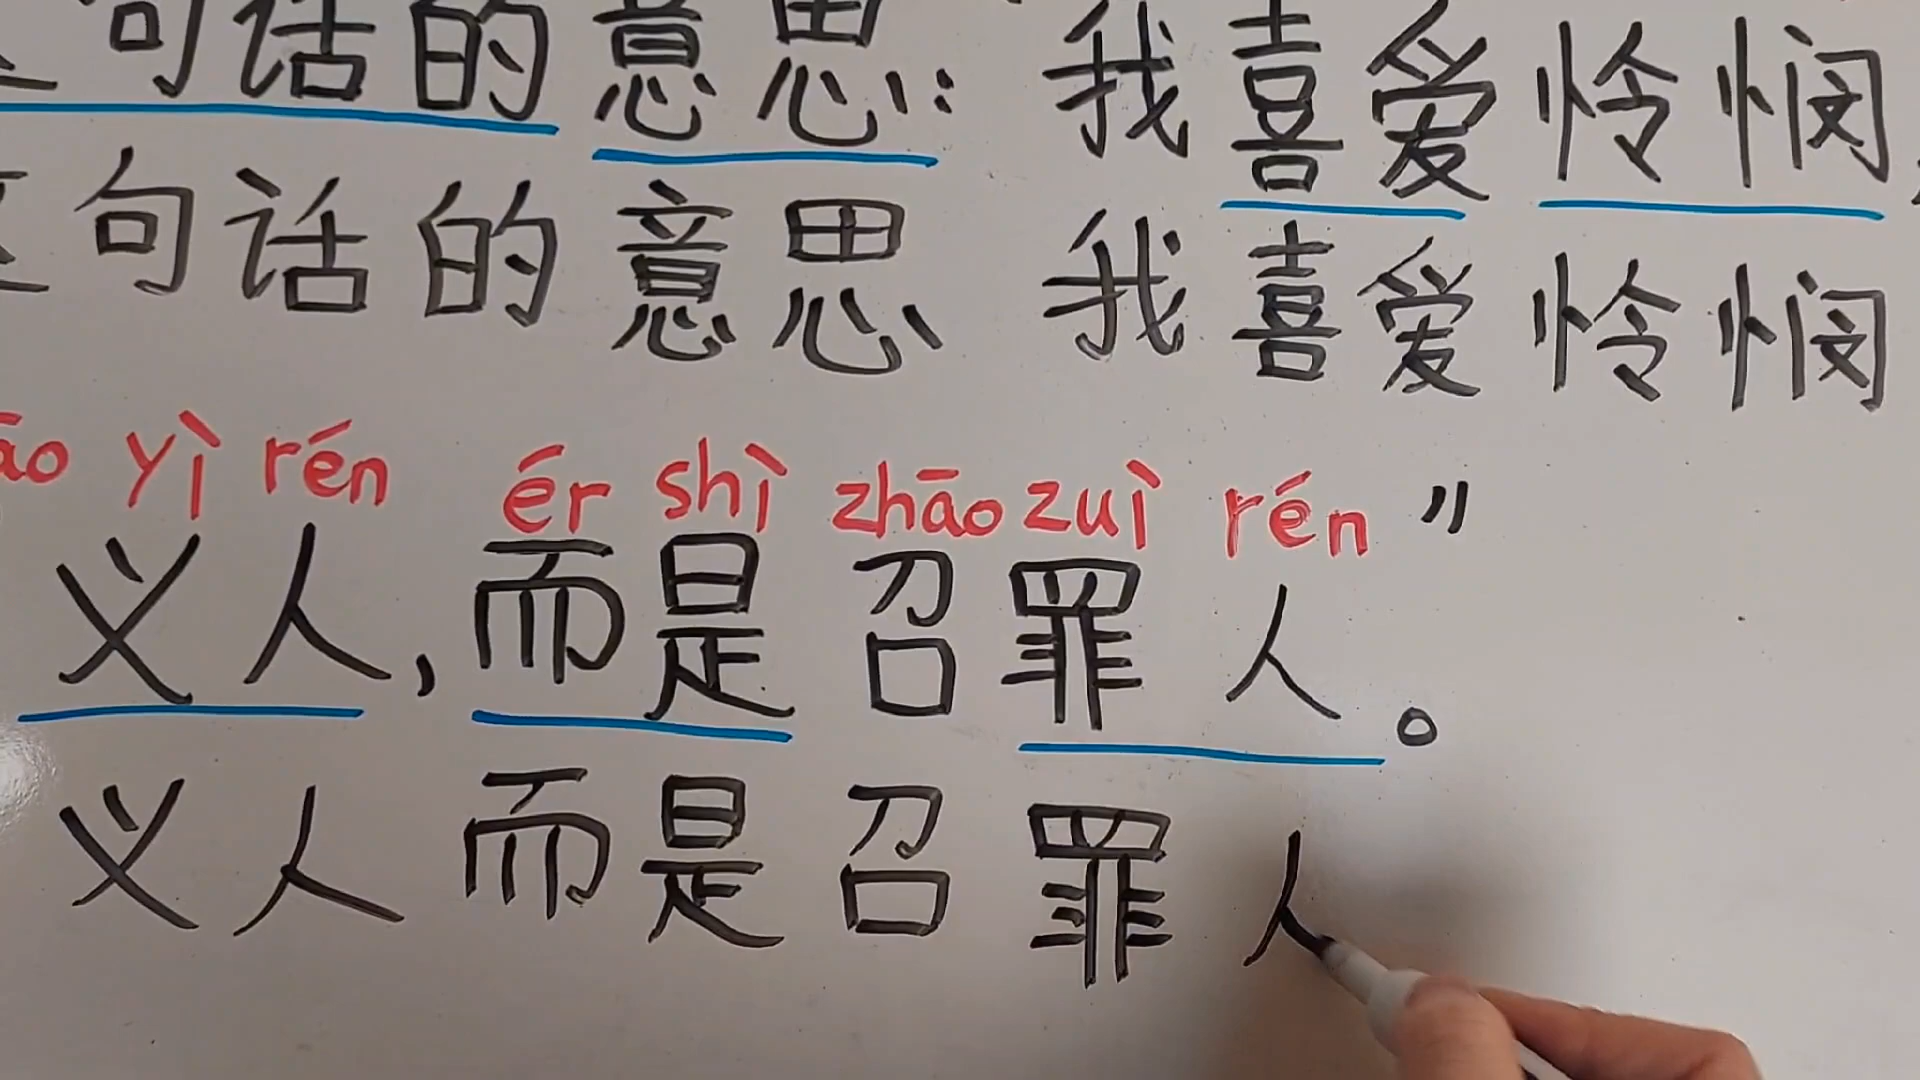 句话的意思：我喜爱怜悯，
句话的意思 我喜爱怜悯
āo yì rén ér shì zhāo zuì rén ”
义人，而是召罪人。
义人 而是召罪人